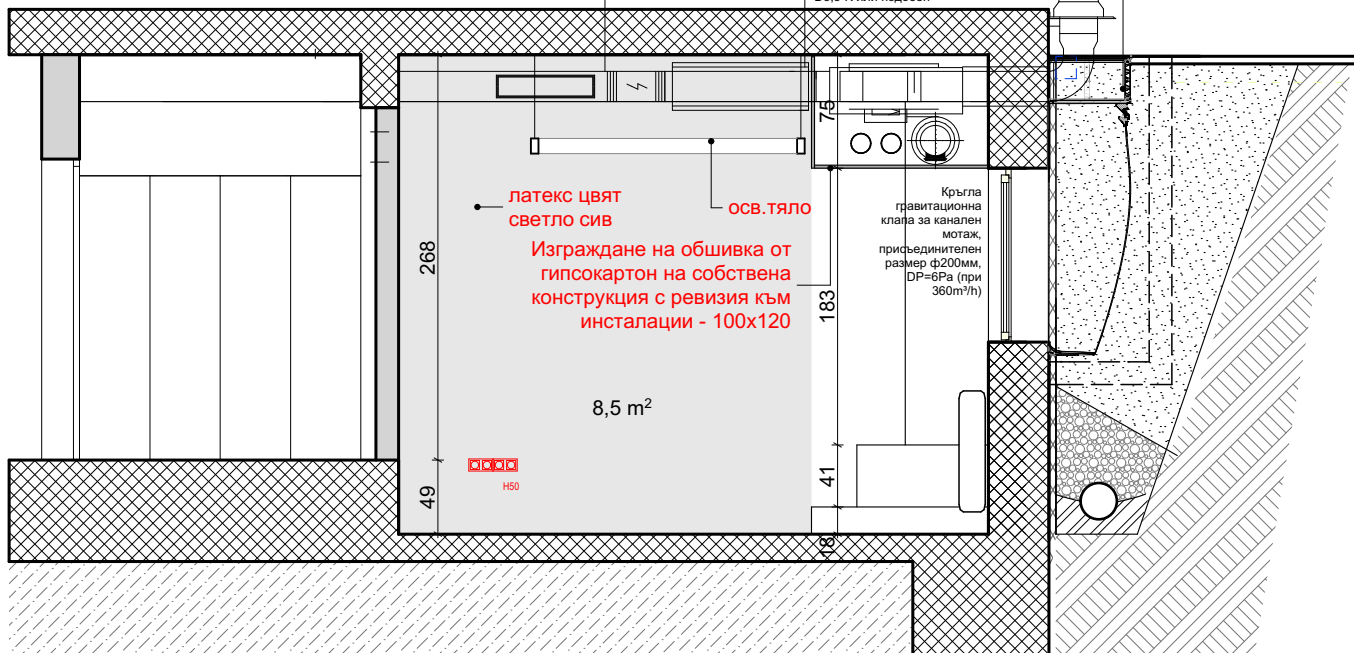 75
латекс цвят
светло сив
осв.тяло
Кръгла
гравитационна
клапа за канален
мотаж,
присъединителен
размер ф200мм,
DP=6Pa (при
360m³/h)
Изграждане на обшивка от
гипсокартон на собствена
конструкция с ревизия към
инсталации - 100x120
268
183
8,5 m²
41
49
H50
18